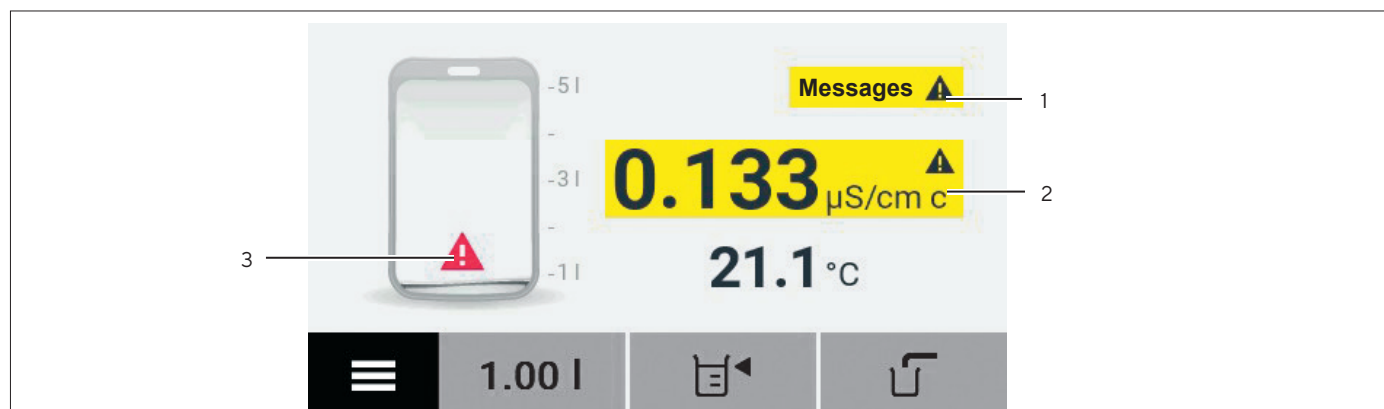 -5 l
Messages
1
-
0.133 µS/cm c
-3 l
2
-
3
-1 l
21.1 °C
1.00 l